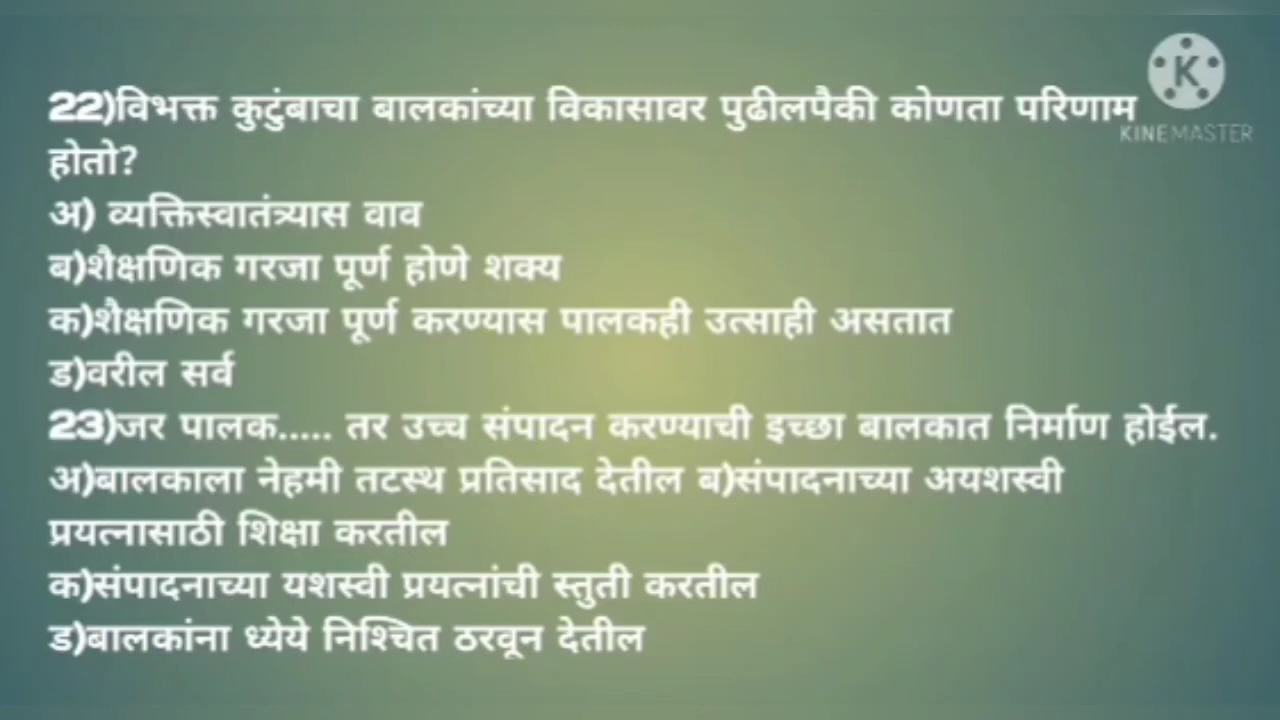 22)विभक्त कुटुंबाचा बालकांच्या विकासावर पुढीलपैकी कोणता परिणाम
होतो?
अ) व्यक्तिस्वातंत्र्यास वाव
ब)शैक्षणिक गरजा पूर्ण होणे शक्य
क)शैक्षणिक गरजा पूर्ण करण्यास पालकही उत्साही असतात
ड)वरील सर्व
23)जर पालक..... तर उच्च संपादन करण्याची इच्छा बालकात निर्माण होईल.
अ)बालकाला नेहमी तटस्थ प्रतिसाद देतील ब)संपादनाच्या अयशस्वी
प्रयत्नासाठी शिक्षा करतील
क)संपादनाच्या यशस्वी प्रयत्नांची स्तुती करतील
ड)बालकांना ध्येये निश्चित ठरवून देतील
K
KINEMASTER